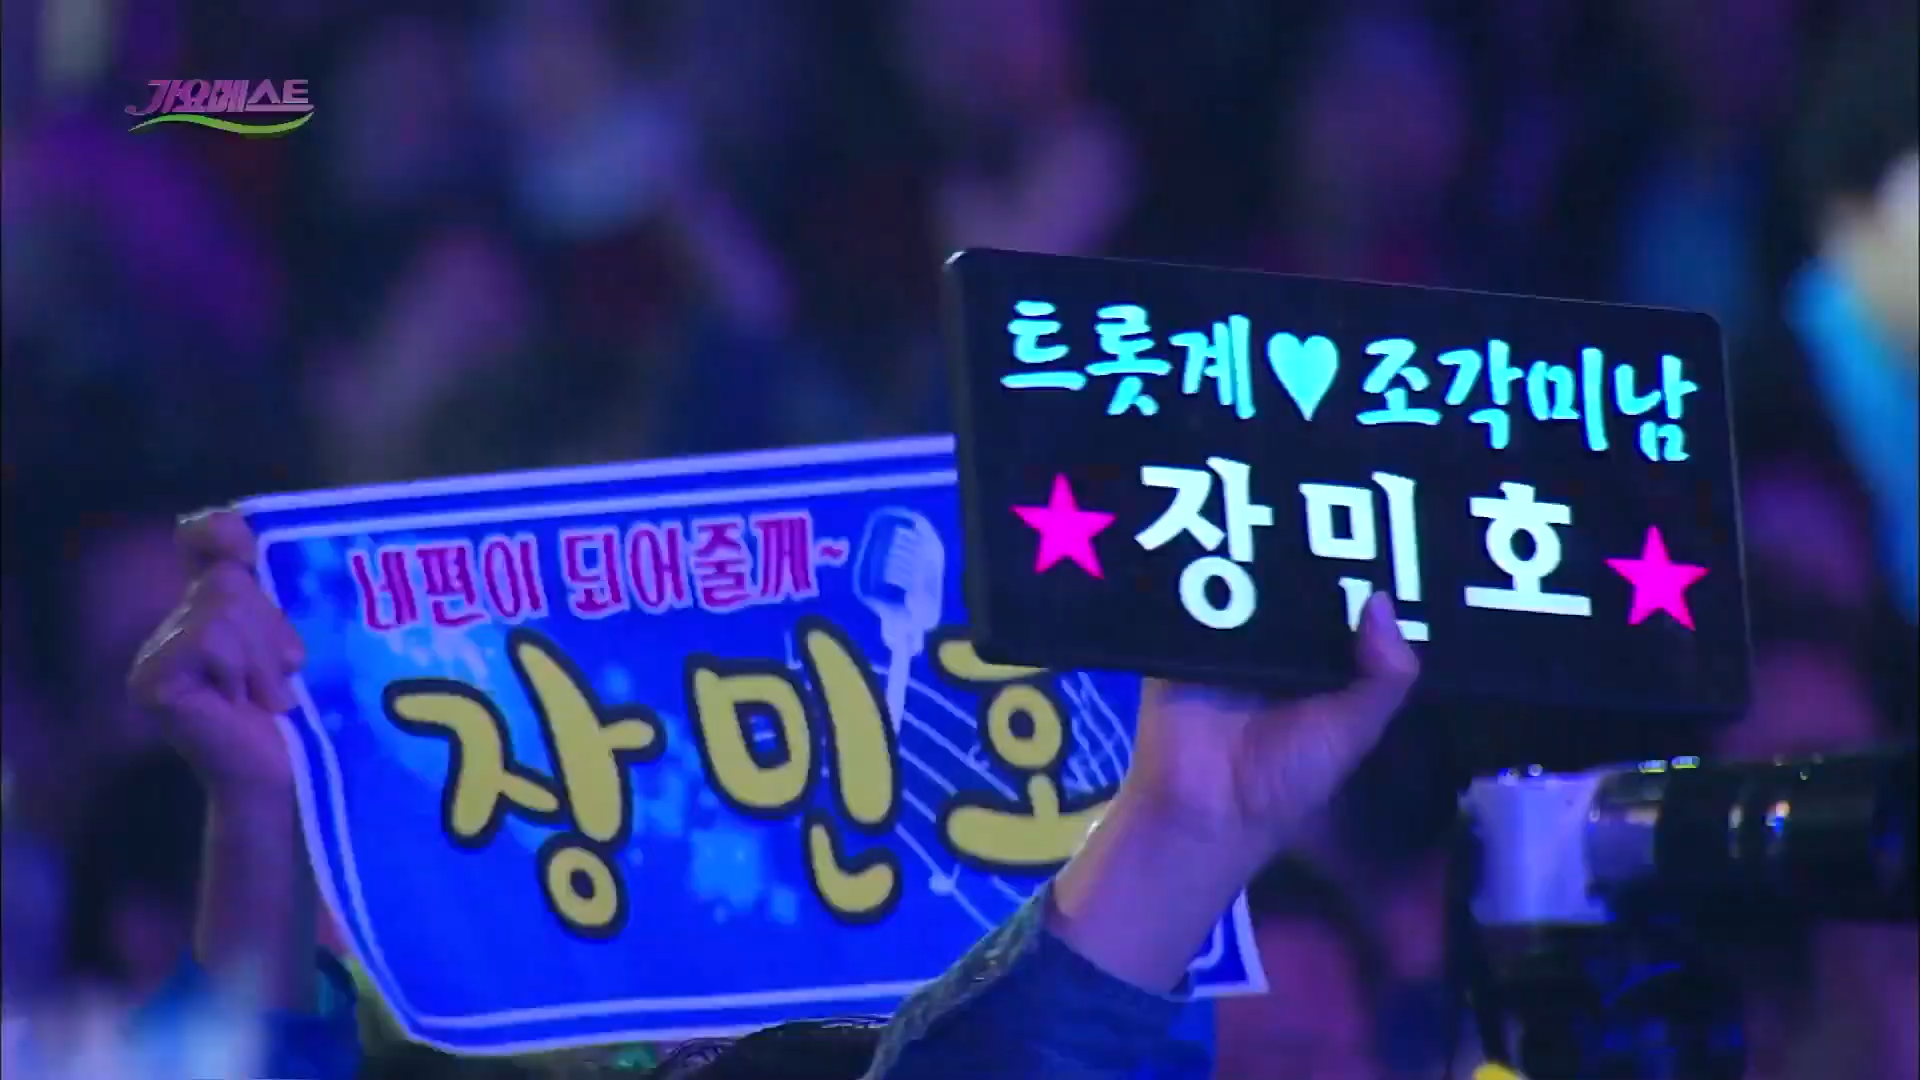 가요베스트
트롯계♥조각미남
★장민호★
네편이 되어줄께~
장민호